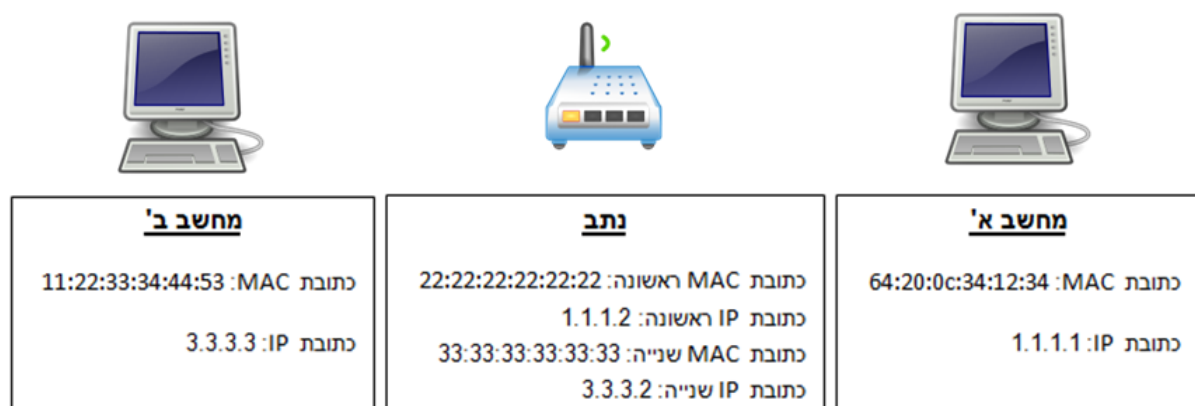 מחשב א'
כתובת MAC: 64:20:0c:34:12:34
כתובת IP: 1.1.1.1
נתב
כתובת MAC ראשונה: 22:22:22:22:22:22
כתובת IP ראשונה: 1.1.1.2
כתובת MAC שנייה: 33:33:33:33:33:33
כתובת IP שנייה: 3.3.3.2
מחשב ב'
כתובת MAC: 11:22:33:34:44:53
כתובת IP: 3.3.3.3